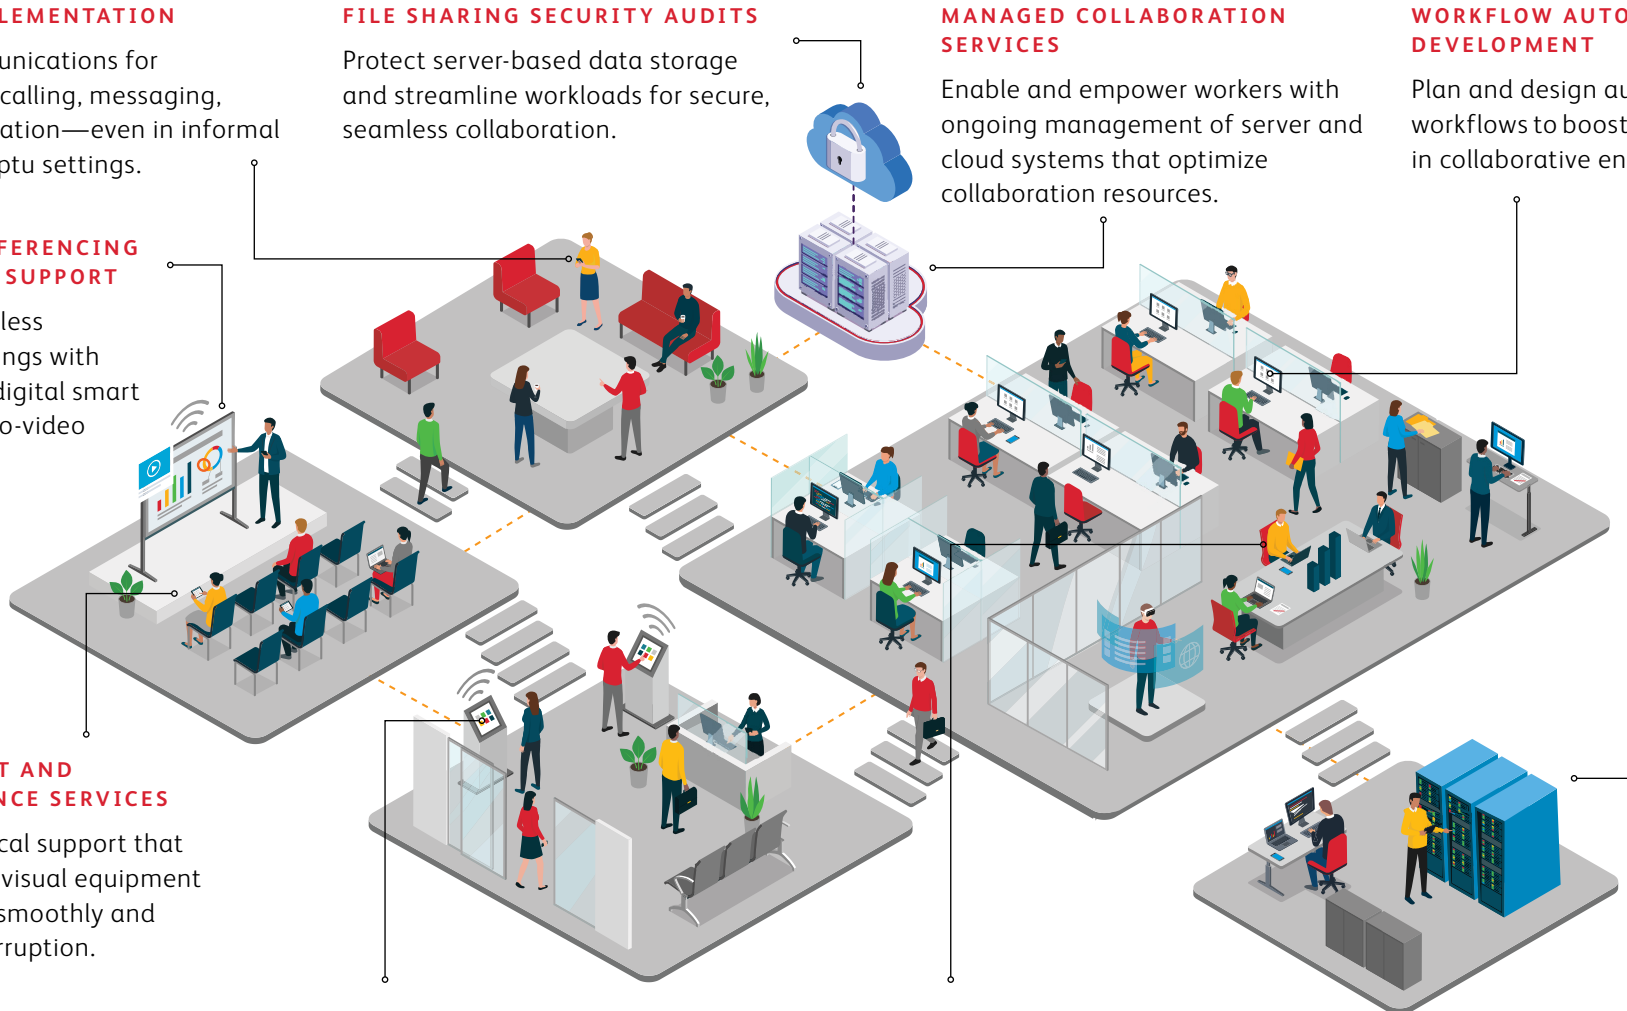 LEMENTATION
unications for
calling, messaging,
ation—even in informal
ptu settings.
FILE SHARING SECURITY AUDITS
Protect server-based data storage
and streamline workloads for secure,
seamless collaboration.
MANAGED COLLABORATION
SERVICES
Enable and empower workers with
ongoing management of server and
cloud systems that optimize
collaboration resources.
WORKFLOW AUTO
DEVELOPMENT
Plan and design au
workflows to boost
in collaborative en
FERENCING
SUPPORT
less
ngs with
digital smart
o-video
T AND
NCE SERVICES
cal support that
visual equipment
smoothly and
rruption.